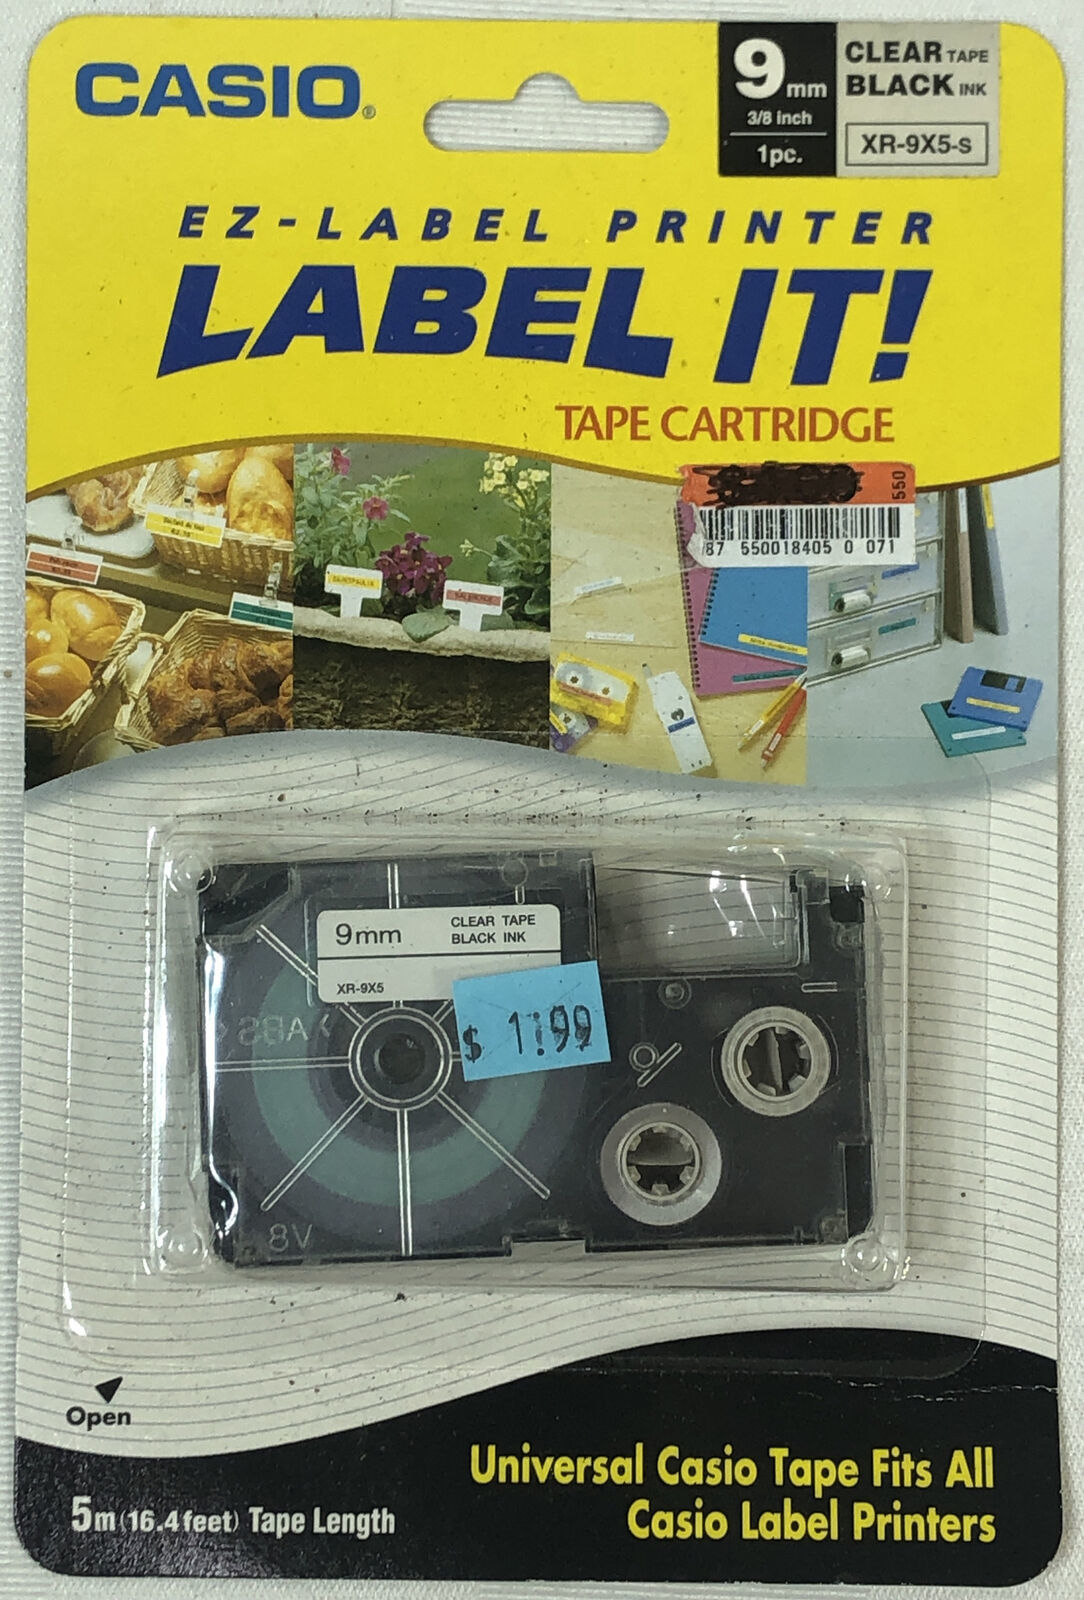 CASIO®
9mm
3/8 inch
1pc.
CLEAR TAPE
BLACK INK
XR-9X5-S
EZ-LABEL PRINTER
LABEL IT!
TAPE CARTRIDGE
550
87 550018405 0 071
9mm
CLEAR TAPE
BLACK INK
XR-9X5
$ 1.99
>ABS<
8V
Open
5m (16.4 feet) Tape Length
Universal Casio Tape Fits All
Casio Label Printers